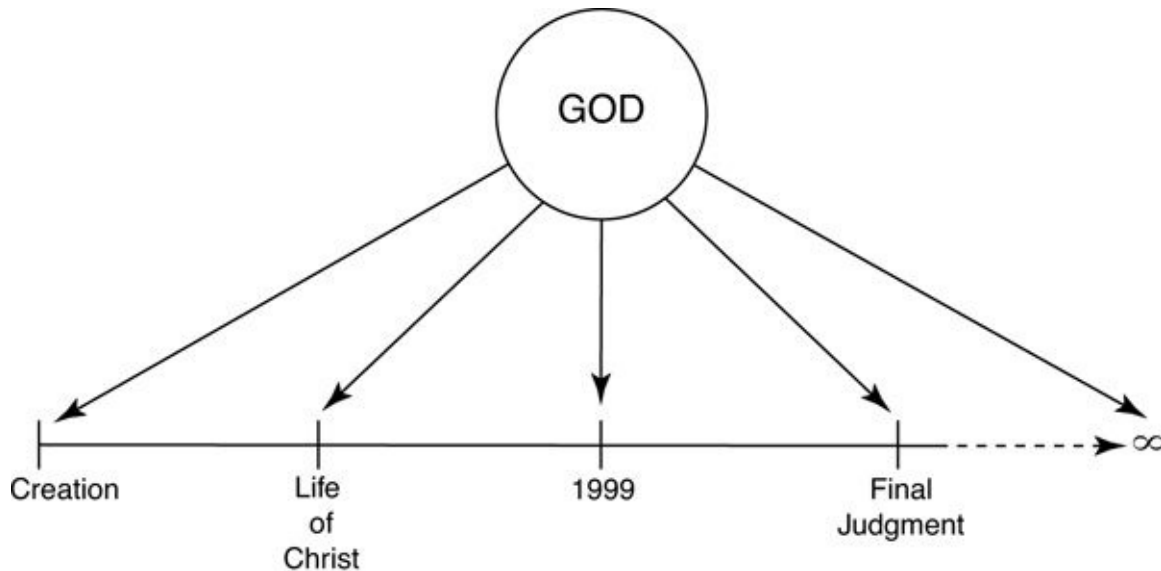 GOD
∞
Creation
Life
of
Christ
1999
Final
Judgment